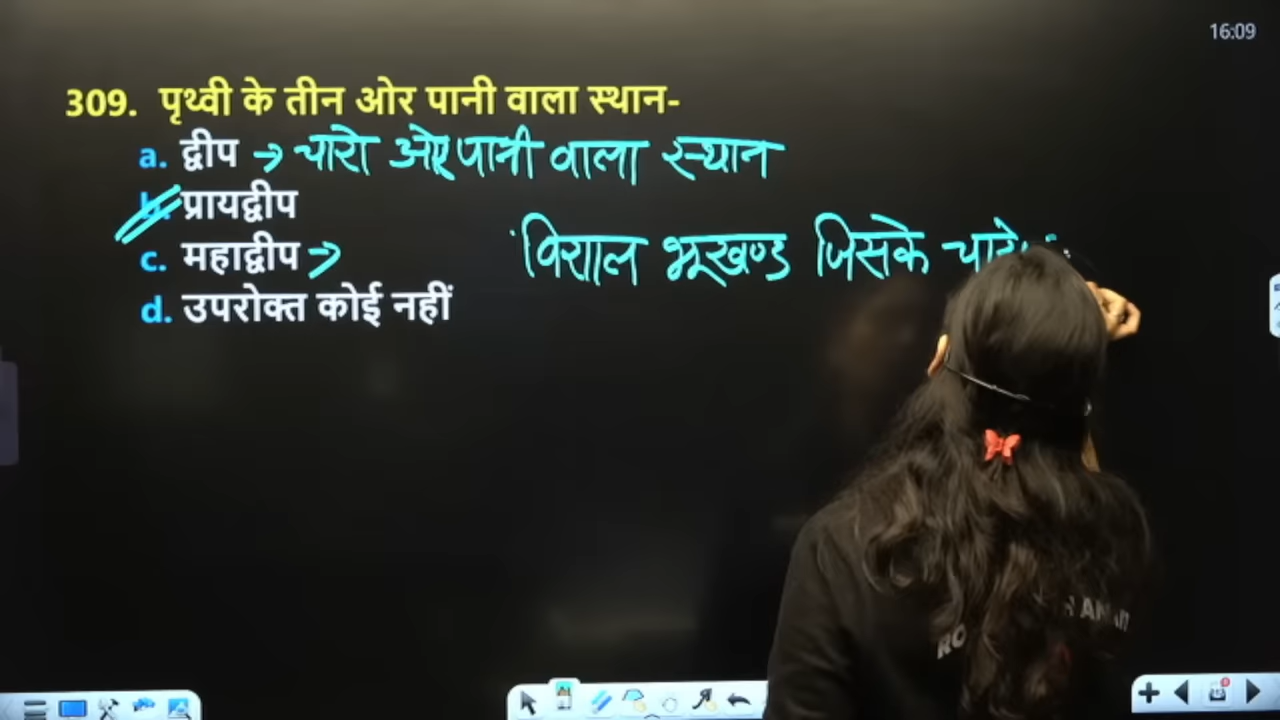 16:09
309. पृथ्वी के तीन ओर पानी वाला स्थान-
a. द्वीप → चारो ओर पानी वाला स्थान
b. प्रायद्वीप
c. महाद्वीप → विशाल भूखण्ड जिसके
d. उपरोक्त कोई नहीं